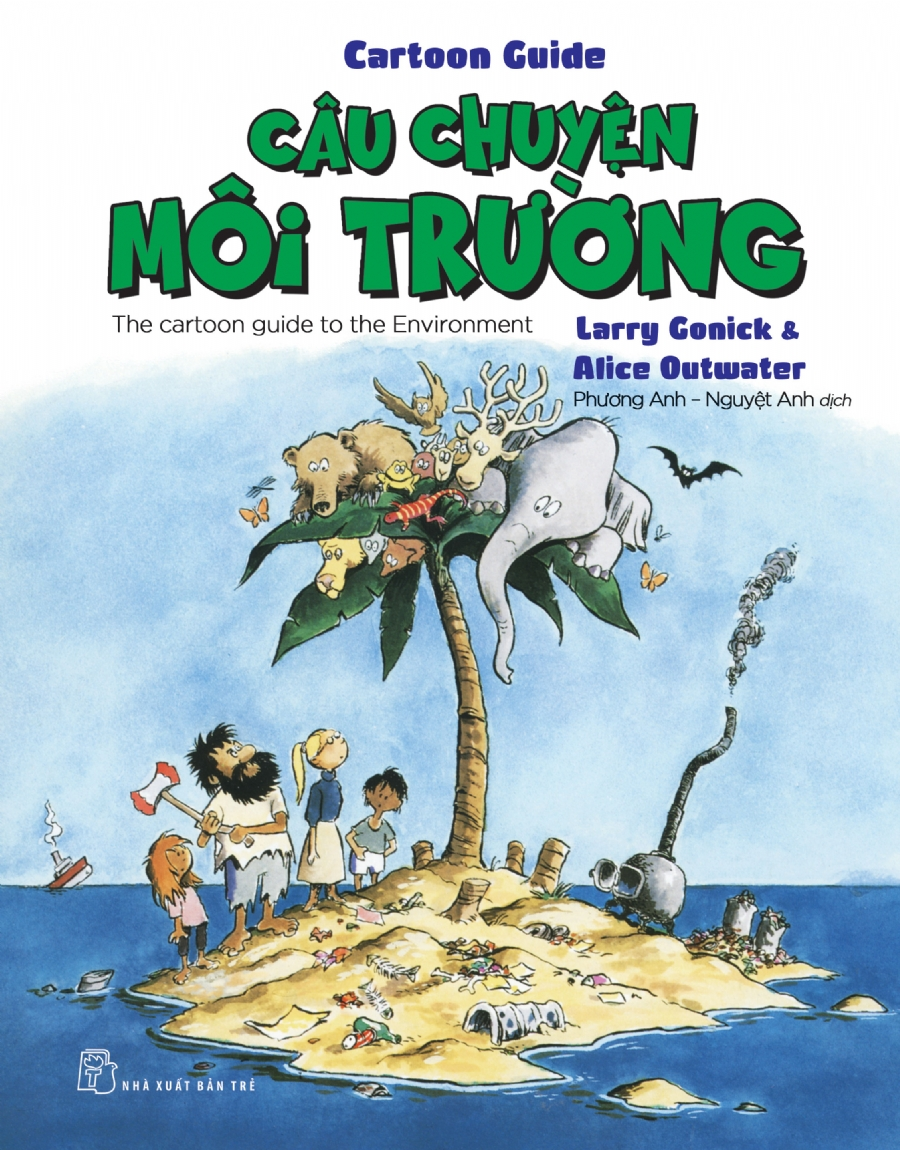 Cartoon Guide
CÂU CHUYỆN
MÔI TRƯỜNG
The cartoon guide to the Environment
Larry Gonick &
Alice Outwater
Phương Anh – Nguyệt Anh dịch
NHÀ XUẤT BẢN TRẺ